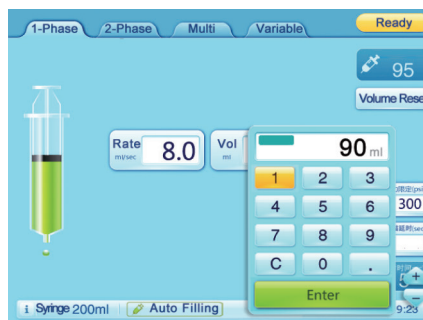 1-Phase 2-Phase Multi Variable Ready
95
Volume Rese
Rate ml/sec 8.0 Vol ml
90 ml
1 2 3
4 5 6
300
7 8 9
C 0 .
Enter
i Syringe 200ml Auto Filling 9:23